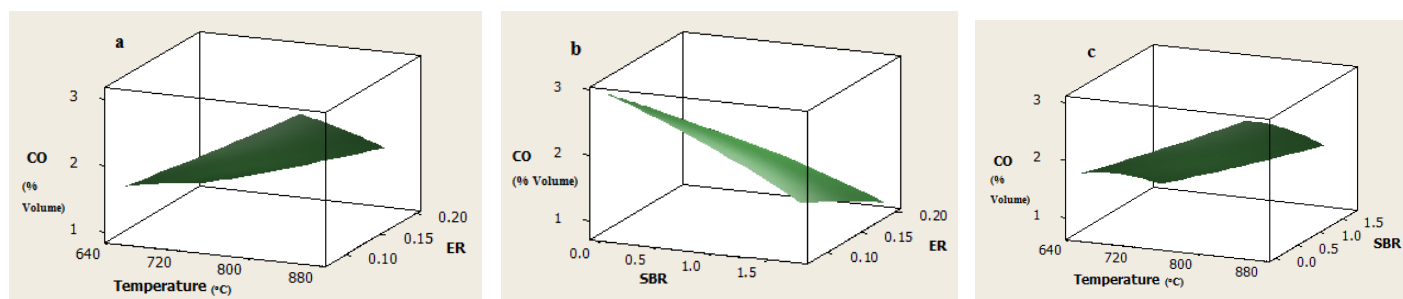 a
3
CO
2
(%
Volume)
1
0.20
0.15
ER
0.10
640
720
800
880
Temperature (°C)
b
3
CO
2
(% Volume)
1
0.20
0.15
ER
0.10
0.0
0.5
1.0
1.5
SBR
c
3
CO
2
(%
Volume)
1
1.5
1.0
SBR
0.5
0.0
640
720
800
880
Temperature (°C)